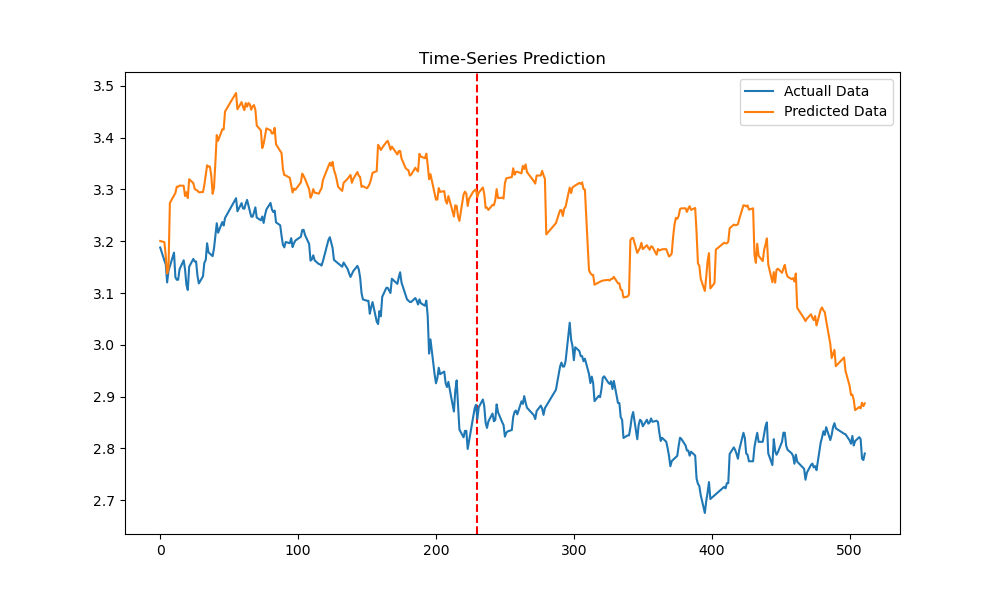 Time-Series Prediction
Actuall Data
Predicted Data
3.5
3.4
3.3
3.2
3.1
3.0
2.9
2.8
2.7
0 100 200 300 400 500